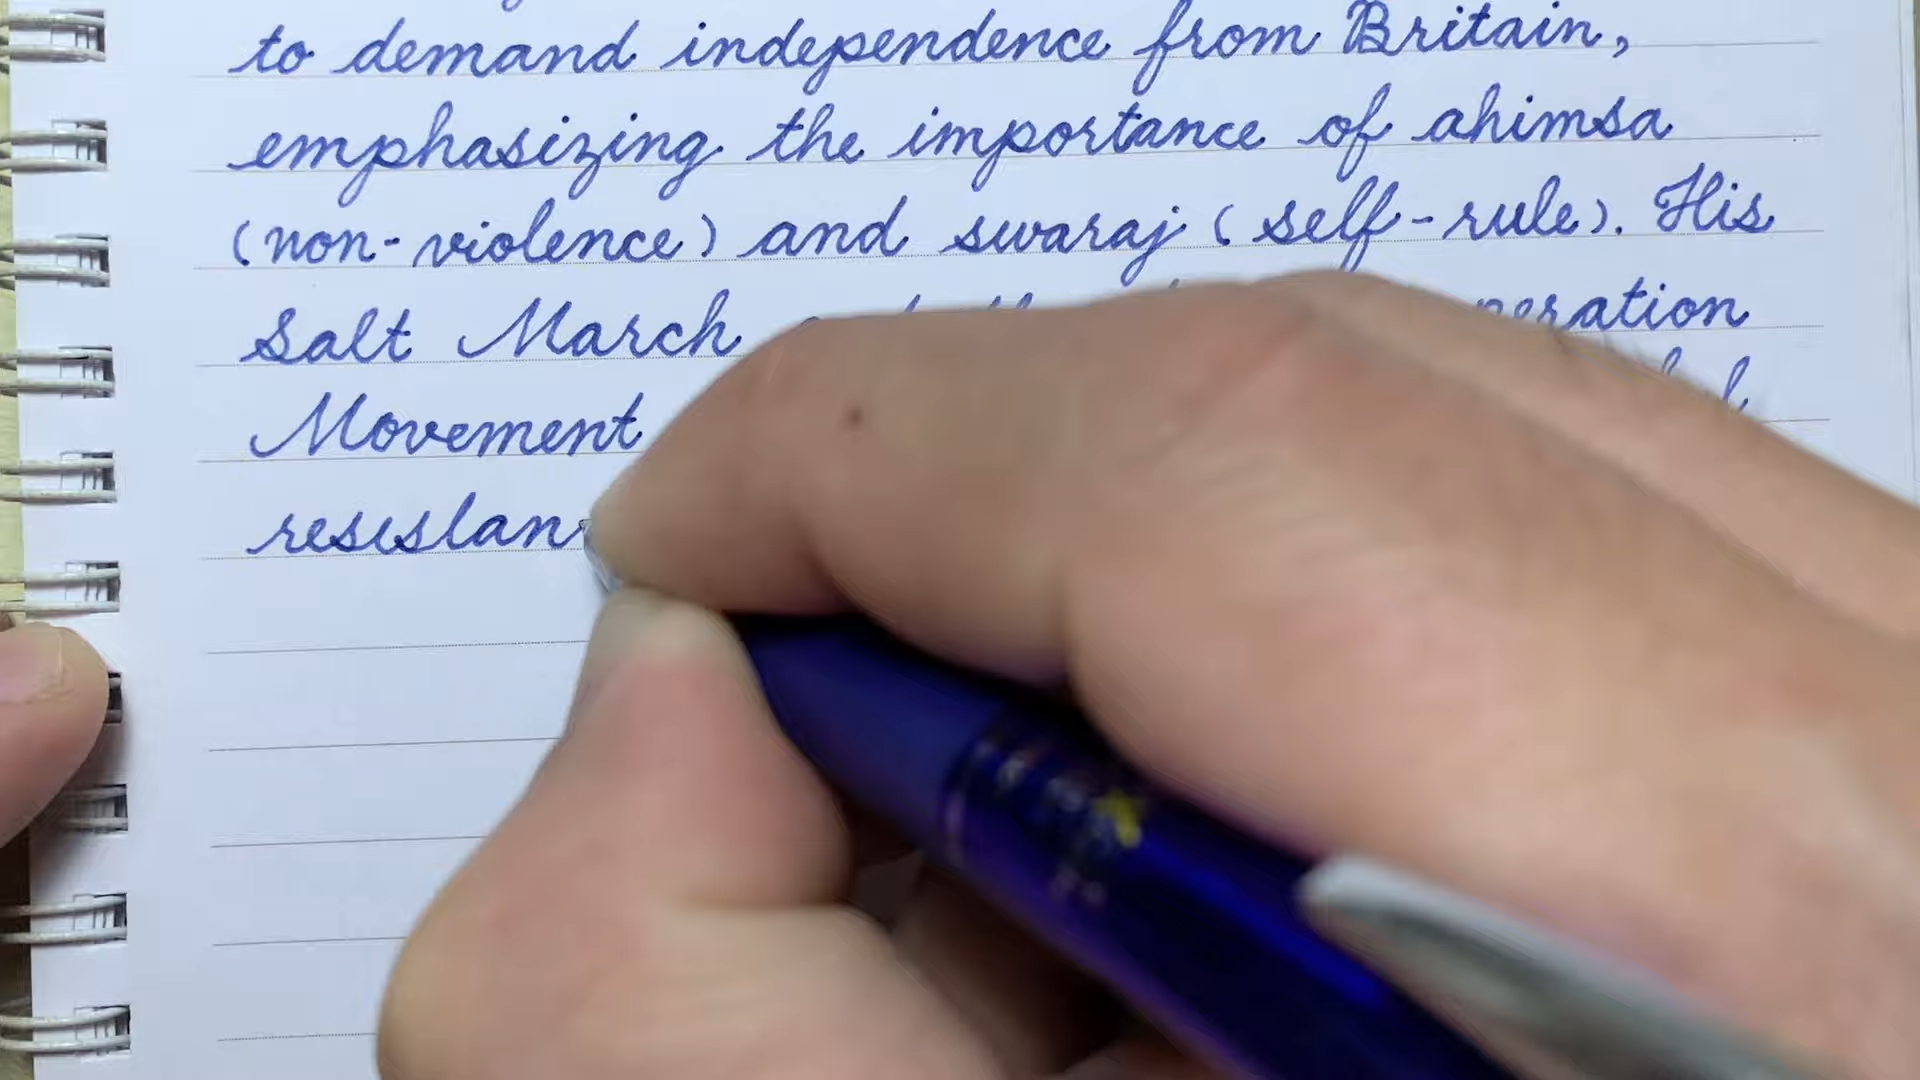 to demand independence from Britain,
emphasizing the importance of ahimsa
(non-violence) and swaraj (self-rule). His
Salt March
Movement